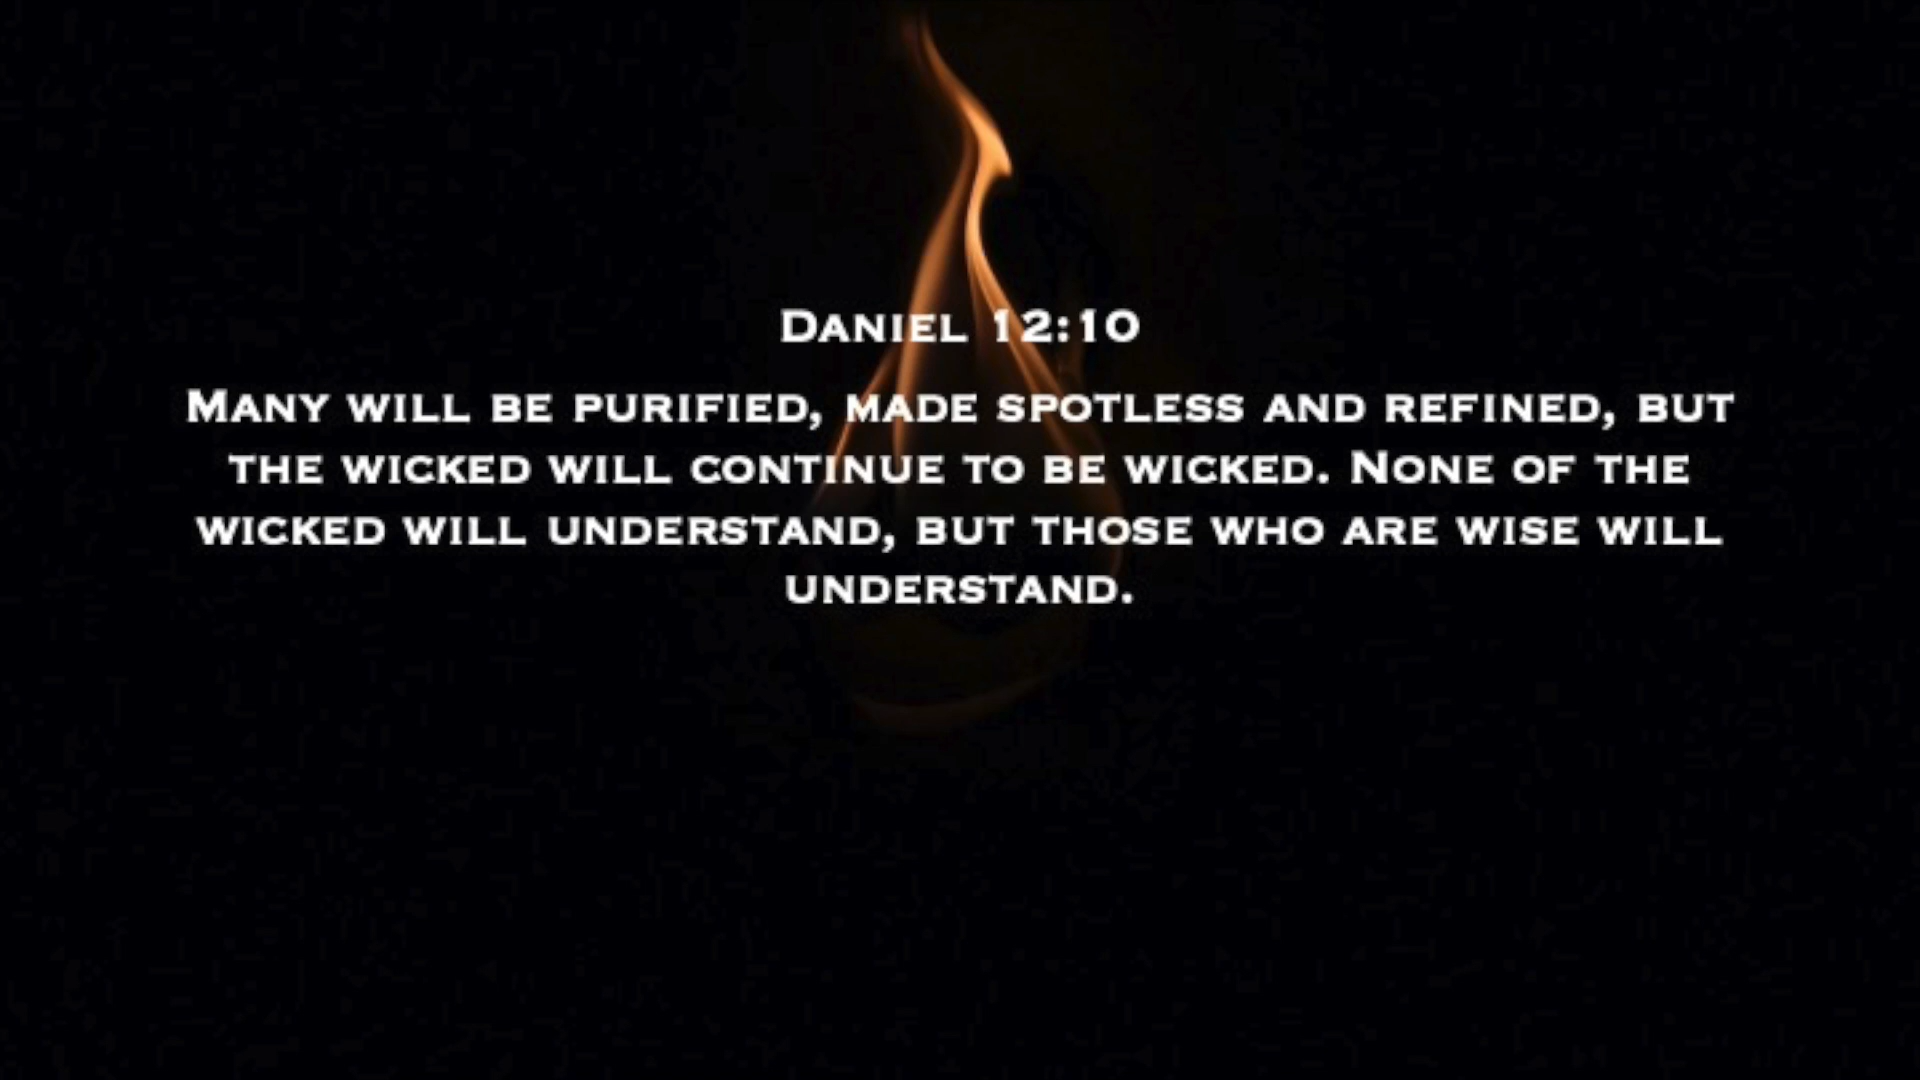 Daniel 12:10
Many will be purified, made spotless and refined, but
the wicked will continue to be wicked. None of the
wicked will understand, but those who are wise will
understand.